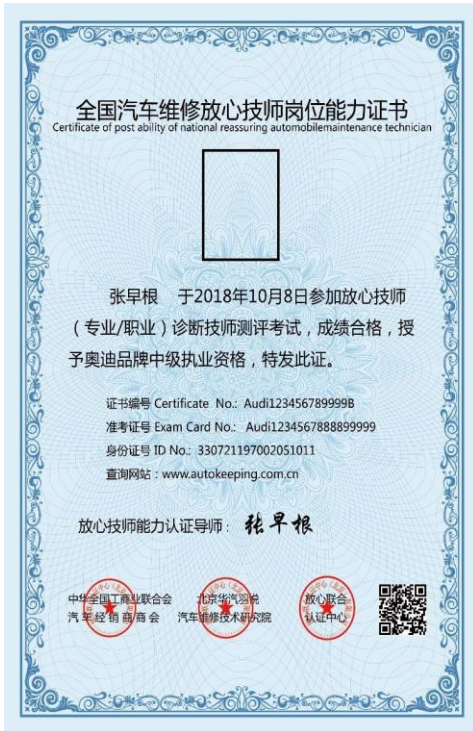 全国汽车维修放心技师岗位能力证书
Certificate of post ability of national reassuring automobilemaintenance technician
张早根 于2018年10月8日参加放心技师
（专业/职业）诊断技师测评考试，成绩合格，授
予奥迪品牌中级执业资格，特发此证。
证书编号 Certificate No.: Audi123456789999B
准考证号 Exam Card No.: Audi1234567888899999
身份证号 ID No.: 330721197002051011
查询网站：www.autokeeping.com.cn
放心技师能力认证导师：张早根
中华全国工商业联合会
汽车经销商商会
北京华汽羽悦
汽车维修技术研究院
放心联合
认证中心